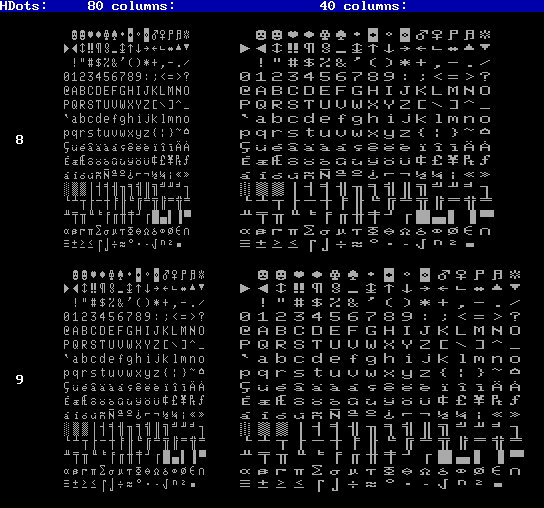 HDots: 80 columns: 40 columns:
☺☻♥♦♣♠•◘○◙♂♀♪♫☼ ☺☻♥♦♣♠•◘○◙♂♀♪♫☼
►◄↕‼¶§▬↨↑↓→←∟↔▲▼ ►◄↕‼¶§▬↨↑↓→←∟↔▲▼
!"#$%&'()*+,-./ !"#$%&'()*+,-./
0123456789:;<=>? 0123456789:;<=>?
@ABCDEFGHIJKLMNO @ABCDEFGHIJKLMNO
PQRSTUVWXYZ[\]^_ PQRSTUVWXYZ[\]^_
`abcdefghijklmno `abcdefghijklmno
pqrstuvwxyz{¦}~⌂ pqrstuvwxyz{¦}~⌂
8
ÇüéâäàåçêëèïîìÄÅ ÇüéâäàåçêëèïîìÄÅ
ÉæÆôöòûùÿÖÜ¢£¥₧ƒ ÉæÆôöòûùÿÖÜ¢£¥₧ƒ
áíóúñÑªº¿⌐¬½¼¡«» áíóúñÑªº¿⌐¬½¼¡«»
░▒▓│┤╡╢╖╕╣║╗╝╜╛┐ ░▒▓│┤╡╢╖╕╣║╗╝╜╛┐
└┴┬├─┼╞╟╚╔╩╦╠═╬╧ └┴┬├─┼╞╟╚╔╩╦╠═╬╧
╨╤╥╙╘╒╓╫╪┘┌█▄▌▐▀ ╨╤╥╙╘╒╓╫╪┘┌█▄▌▐▀
αßΓπΣσµτΦΘΩδ∞φε∩ αßΓπΣσµτΦΘΩδ∞φε∩
≡±≥≤⌠⌡÷≈°∙·√ⁿ²■ ≡±≥≤⌠⌡÷≈°∙·√ⁿ²■
☺☻♥♦♣♠•◘○◙♂♀♪♫☼ ☺☻♥♦♣♠•◘○◙♂♀♪♫☼
►◄↕‼¶§▬↨↑↓→←∟↔▲▼ ►◄↕‼¶§▬↨↑↓→←∟↔▲▼
!"#$%&'()*+,-./ !"#$%&'()*+,-./
0123456789:;<=>? 0123456789:;<=>?
@ABCDEFGHIJKLMNO @ABCDEFGHIJKLMNO
PQRSTUVWXYZ[\]^_ PQRSTUVWXYZ[\]^_
`abcdefghijklmno `abcdefghijklmno
pqrstuvwxyz{¦}~⌂ pqrstuvwxyz{¦}~⌂
9
ÇüéâäàåçêëèïîìÄÅ ÇüéâäàåçêëèïîìÄÅ
ÉæÆôöòûùÿÖÜ¢£¥₧ƒ ÉæÆôöòûùÿÖÜ¢£¥₧ƒ
áíóúñÑªº¿⌐¬½¼¡«» áíóúñÑªº¿⌐¬½¼¡«»
░▒▓│┤╡╢╖╕╣║╗╝╜╛┐ ░▒▓│┤╡╢╖╕╣║╗╝╜╛┐
└┴┬├─┼╞╟╚╔╩╦╠═╬╧ └┴┬├─┼╞╟╚╔╩╦╠═╬╧
╨╤╥╙╘╒╓╫╪┘┌█▄▌▐▀ ╨╤╥╙╘╒╓╫╪┘┌█▄▌▐▀
αßΓπΣσµτΦΘΩδ∞φε∩ αßΓπΣσµτΦΘΩδ∞φε∩
≡±≥≤⌠⌡÷≈°∙·√ⁿ²■ ≡±≥≤⌠⌡÷≈°∙·√ⁿ²■